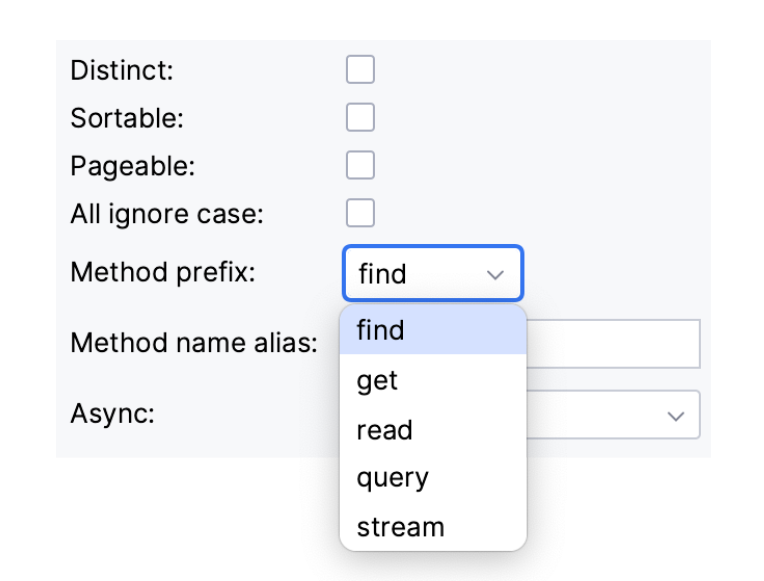 Distinct:
Sortable:
Pageable:
All ignore case:
Method prefix: find
find
Method name alias:
get
Async:
read
query
stream